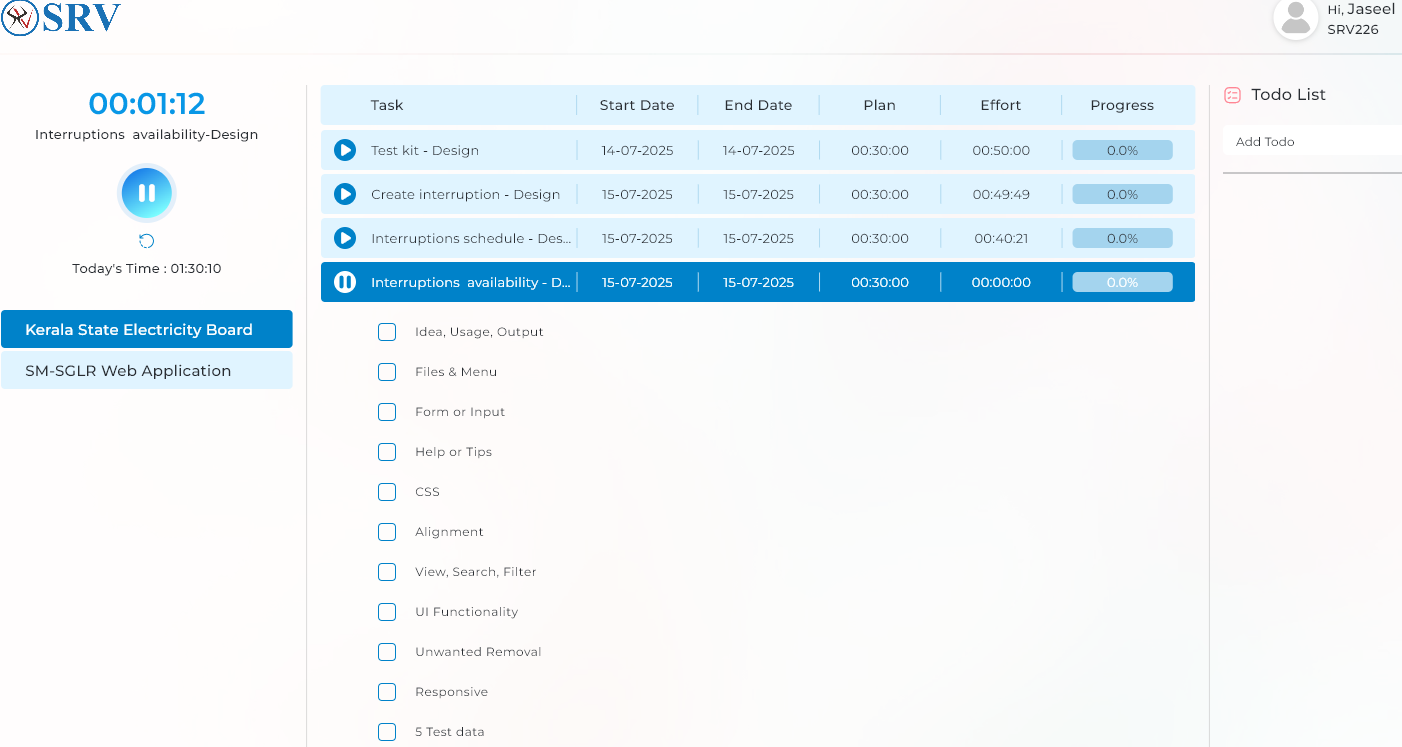 SRV
Hi, Jaseel
SRV226
00:01:12
Interruptions availability-Design
Today's Time : 01:30:10
Kerala State Electricity Board
SM-SGLR Web Application
Task Start Date End Date Plan Effort Progress
Test kit - Design 14-07-2025 14-07-2025 00:30:00 00:50:00 0.0%
Create interruption - Design 15-07-2025 15-07-2025 00:30:00 00:49:49 0.0%
Interruptions schedule - Des... 15-07-2025 15-07-2025 00:30:00 00:40:21 0.0%
Interruptions availability - D... 15-07-2025 15-07-2025 00:30:00 00:00:00 0.0%
Idea, Usage, Output
Files & Menu
Form or Input
Help or Tips
CSS
Alignment
View, Search, Filter
UI Functionality
Unwanted Removal
Responsive
5 Test data
Todo List
Add Todo